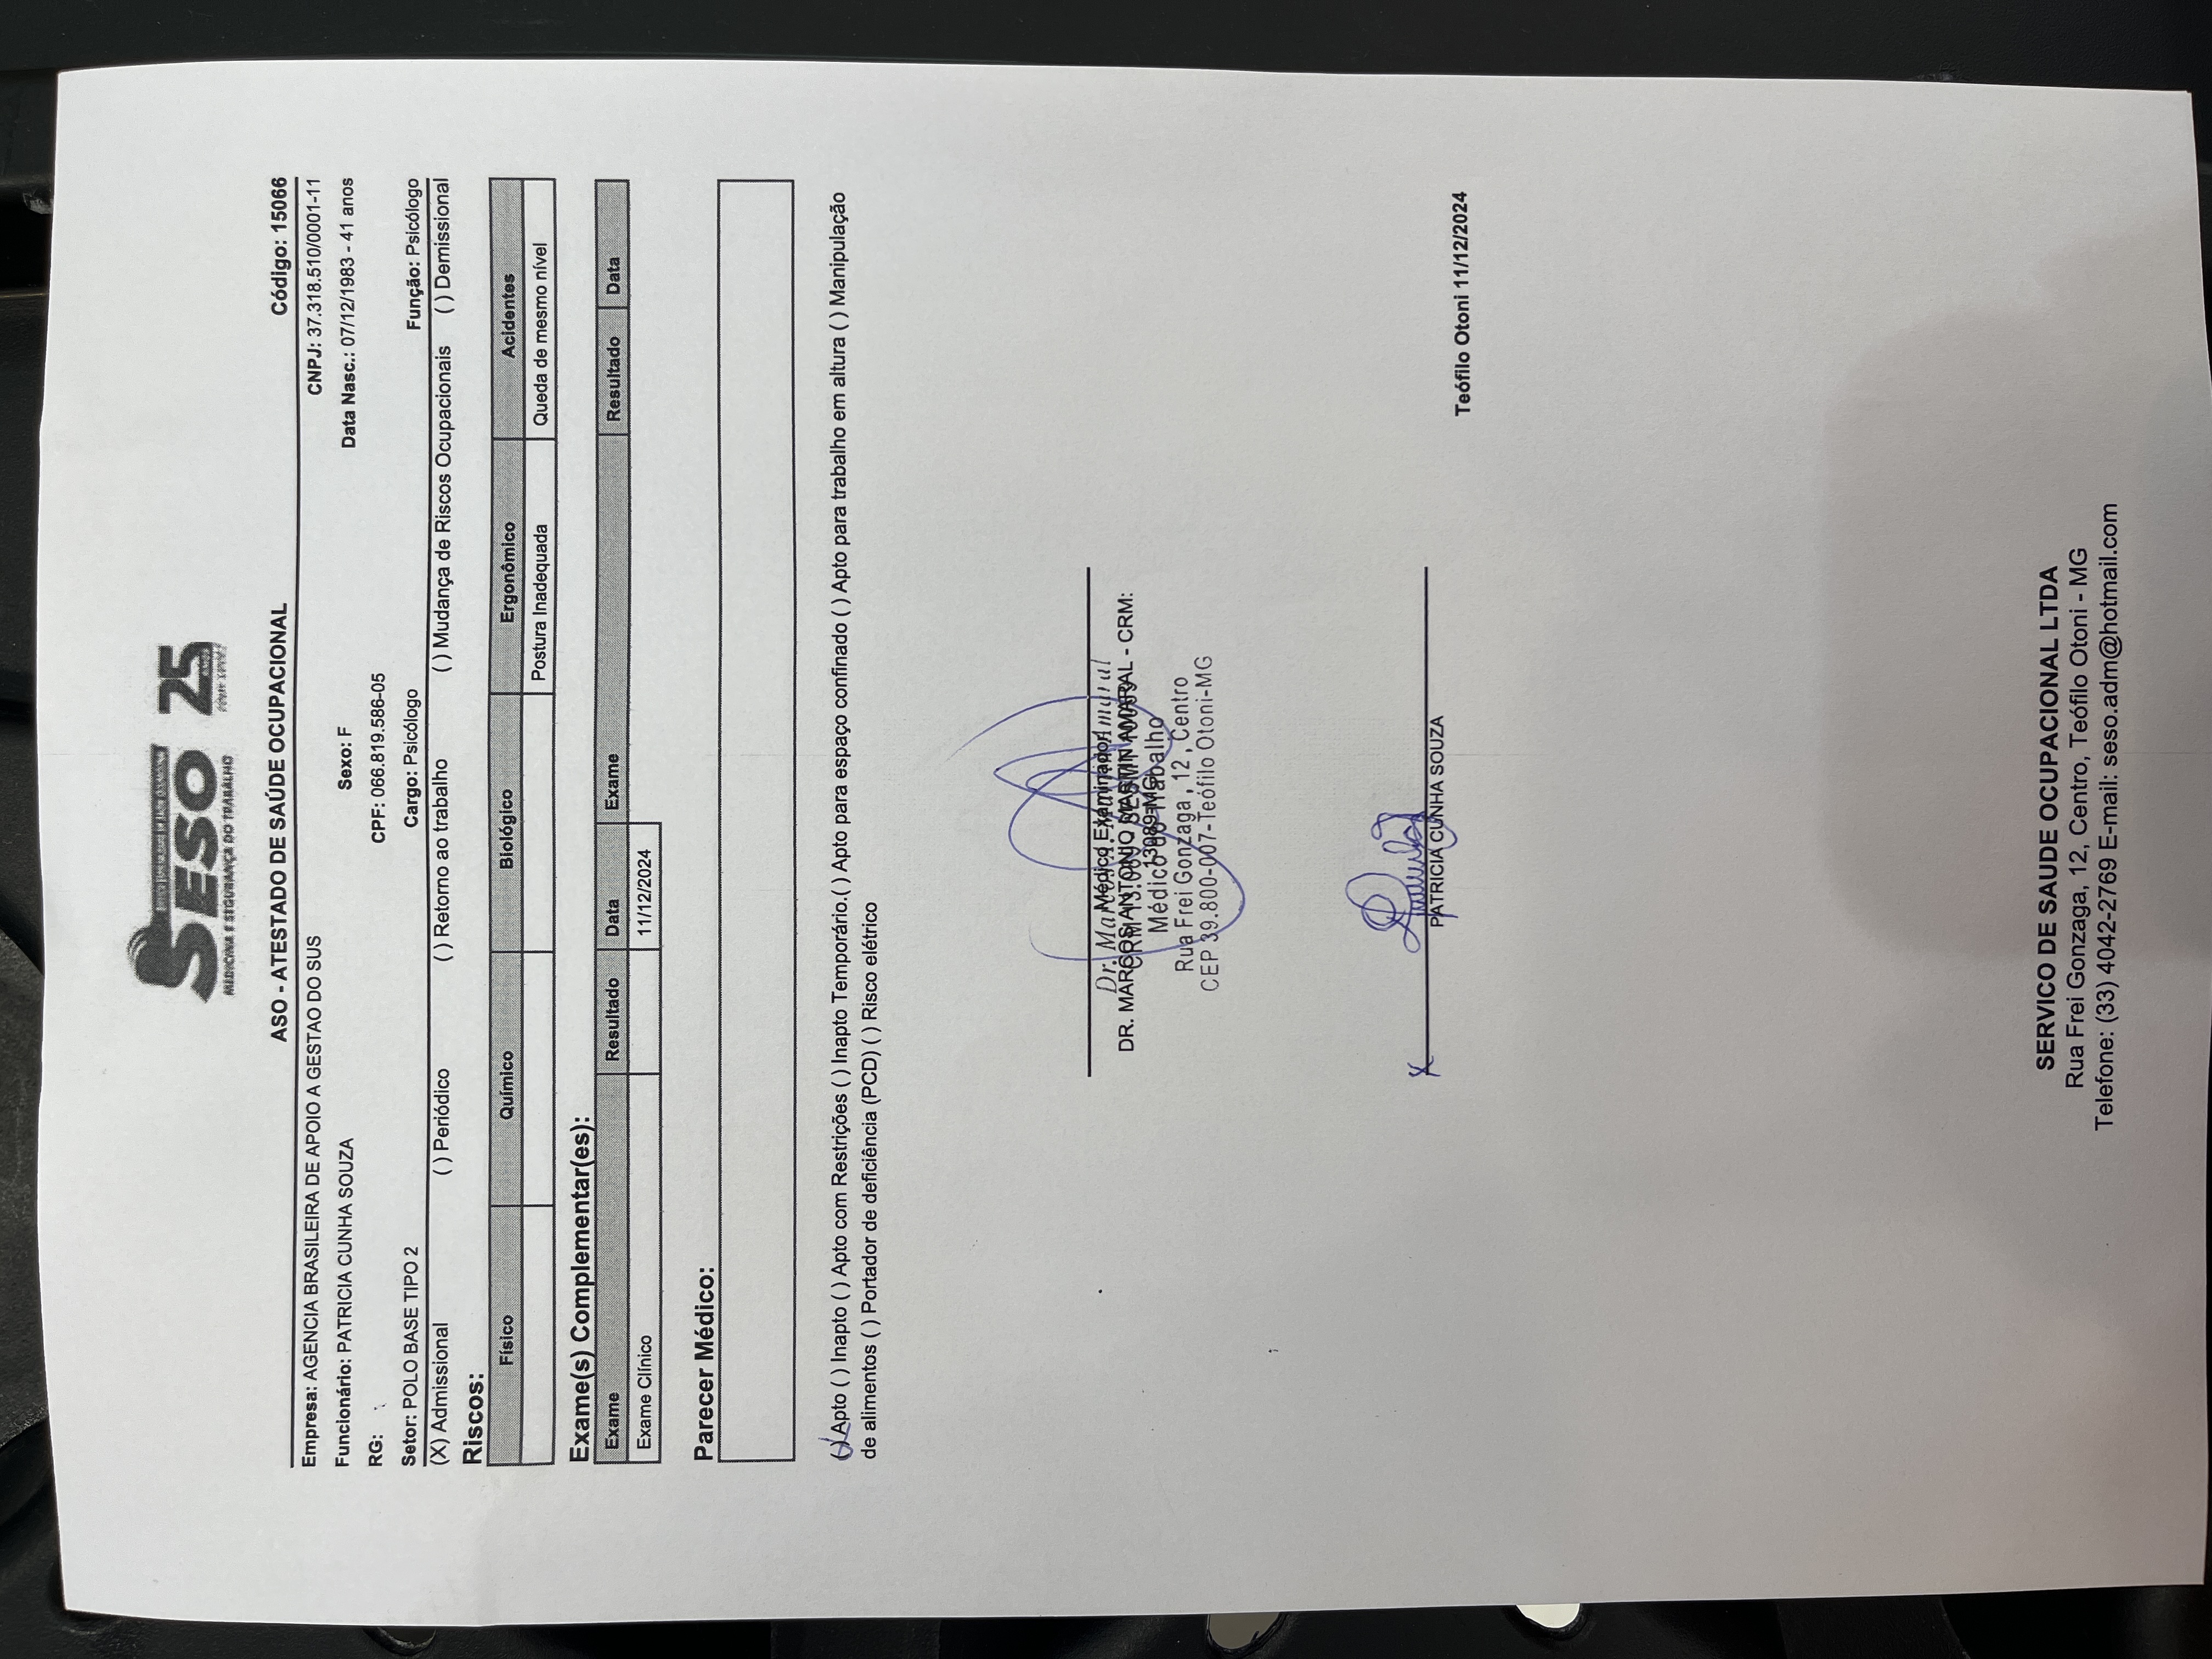 SESO 25
MEDICINA E SEGURANÇA DO TRABALHO
ASO - ATESTADO DE SAÚDE OCUPACIONAL Código: 15066
Empresa: AGENCIA BRASILEIRA DE APOIO A GESTAO DO SUS CNPJ: 37.318.510/0001-11
Funcionário: PATRICIA CUNHA SOUZA Sexo: F Data Nasc.: 07/12/1983 - 41 anos
RG: CPF: 066.819.586-05
Setor: POLO BASE TIPO 2 Cargo: Psicólogo Função: Psicólogo
(X) Admissional ( ) Periódico ( ) Retorno ao trabalho ( ) Mudança de Riscos Ocupacionais ( ) Demissional
Riscos:
Físico Químico Biológico Ergonômico Acidentes
Postura Inadequada Queda de mesmo nível
Exame(s) Complementar(es):
Exame Resultado Data Exame Resultado Data
Exame Clínico 11/12/2024
Parecer Médico:
( ) Apto ( ) Inapto ( ) Apto com Restrições ( ) Inapto Temporário.( ) Apto para espaço confinado ( ) Apto para trabalho em altura ( ) Manipulação
de alimentos ( ) Portador de deficiência (PCD) ( ) Risco elétrico
Médico Examinador
Dr. Marcos A. Martin Amaral
DR. MARCOS ANTONIO MARTIN AMARAL - CRM:
13089-MG
Médico do Trabalho
Rua Frei Gonzaga , 12 , Centro
CEP 39.800-007-Teófilo Otoni-MG
X
PATRICIA CUNHA SOUZA
Teófilo Otoni 11/12/2024
SERVICO DE SAUDE OCUPACIONAL LTDA
Rua Frei Gonzaga, 12, Centro, Teófilo Otoni - MG
Telefone: (33) 4042-2769 E-mail: seso.adm@hotmail.com